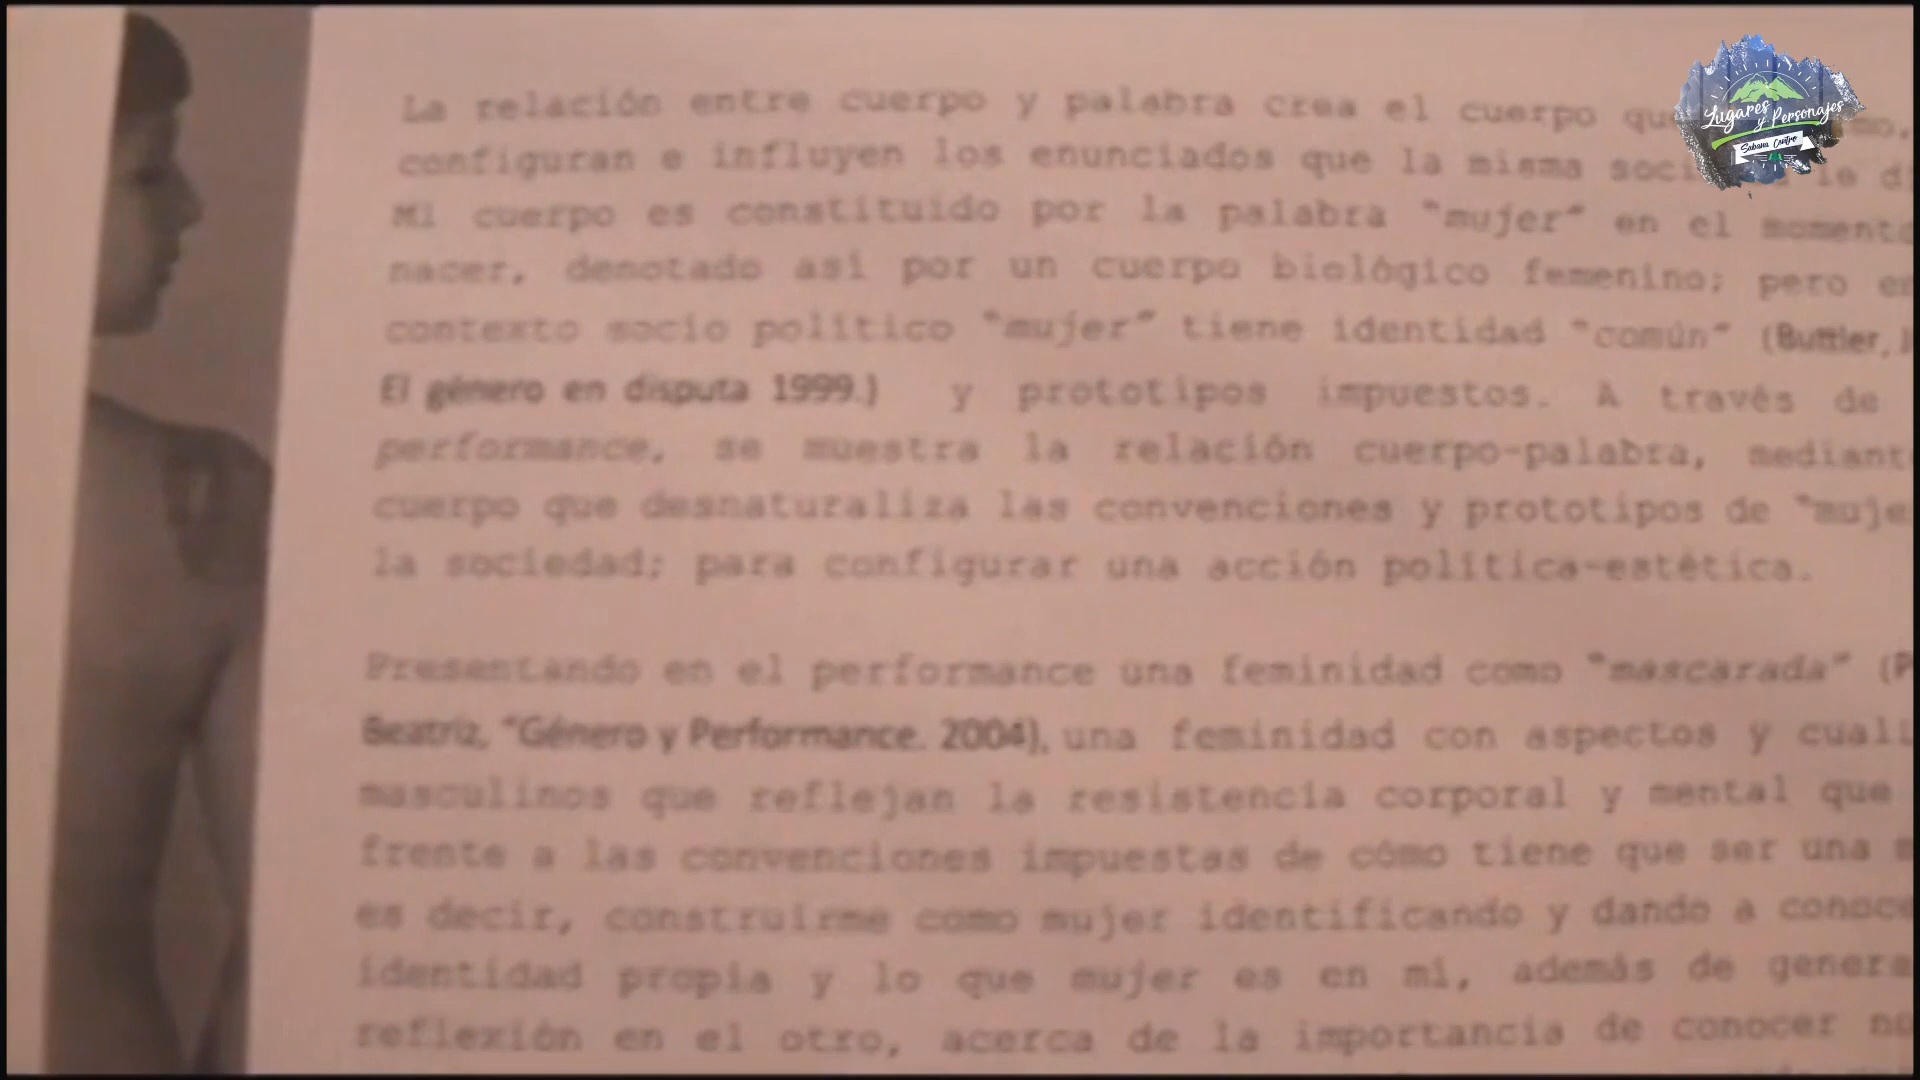 La relación entre cuerpo y palabra crea el cuerpo
configuran e influyen los enunciados que la misma
Mi cuerpo es constituido por la palabra "mujer" en el momento
nacer, denotado así por un cuerpo biológico femenino; pero
contexto socio político "mujer" tiene identidad "común" (Buttler,
El género en disputa 1999.) y prototipos impuestos. A través de
performance, se muestra la relación cuerpo-palabra,
cuerpo que desnaturaliza las convenciones y prototipos de
la sociedad; para configurar una acción política-estética.
Presentando en el performance una feminidad como "mascarada"
Beatriz, "Género y Performance. 2004), una feminidad con aspectos y
masculinos que reflejan la resistencia corporal y mental que
frente a las convenciones impuestas de cómo tiene que ser una
es decir, construirme como mujer identificando y dando a
identidad propia y lo que mujer es en mi, además de
reflexión en el otro, acerca de la importancia de conocer
Lugares
y Personajes
Sabana Centro